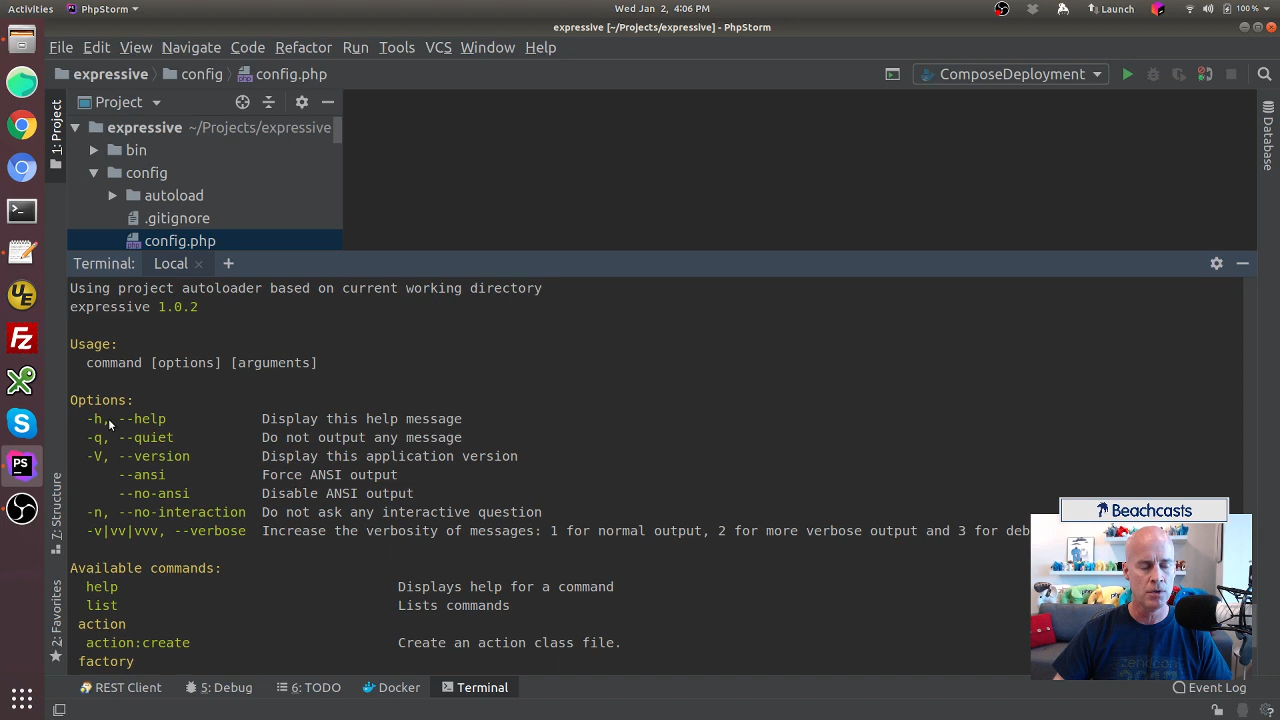 Activities PhpStorm Wed Jan 2, 4:06 PM Launch 100 %
expressive [~/Projects/expressive] - PhpStorm
File Edit View Navigate Code Refactor Run Tools VCS Window Help
expressive config config.php ComposeDeployment
1: Project
Project
expressive ~/Projects/expressive
bin
config
autoload
.gitignore
config.php
Database
Terminal: Local × +
Using project autoloader based on current working directory
expressive 1.0.2
Usage:
command [options] [arguments]
Options:
-h, --help Display this help message
-q, --quiet Do not output any message
-V, --version Display this application version
--ansi Force ANSI output
--no-ansi Disable ANSI output
-n, --no-interaction Do not ask any interactive question
-v|vv|vvv, --verbose Increase the verbosity of messages: 1 for normal output, 2 for more verbose output and 3 for deb
Available commands:
help Displays help for a command
list Lists commands
action
action:create Create an action class file.
factory
7: Structure
2: Favorites
UE
Fz
PS
Beachcasts
REST Client 5: Debug 6: TODO Docker Terminal Event Log